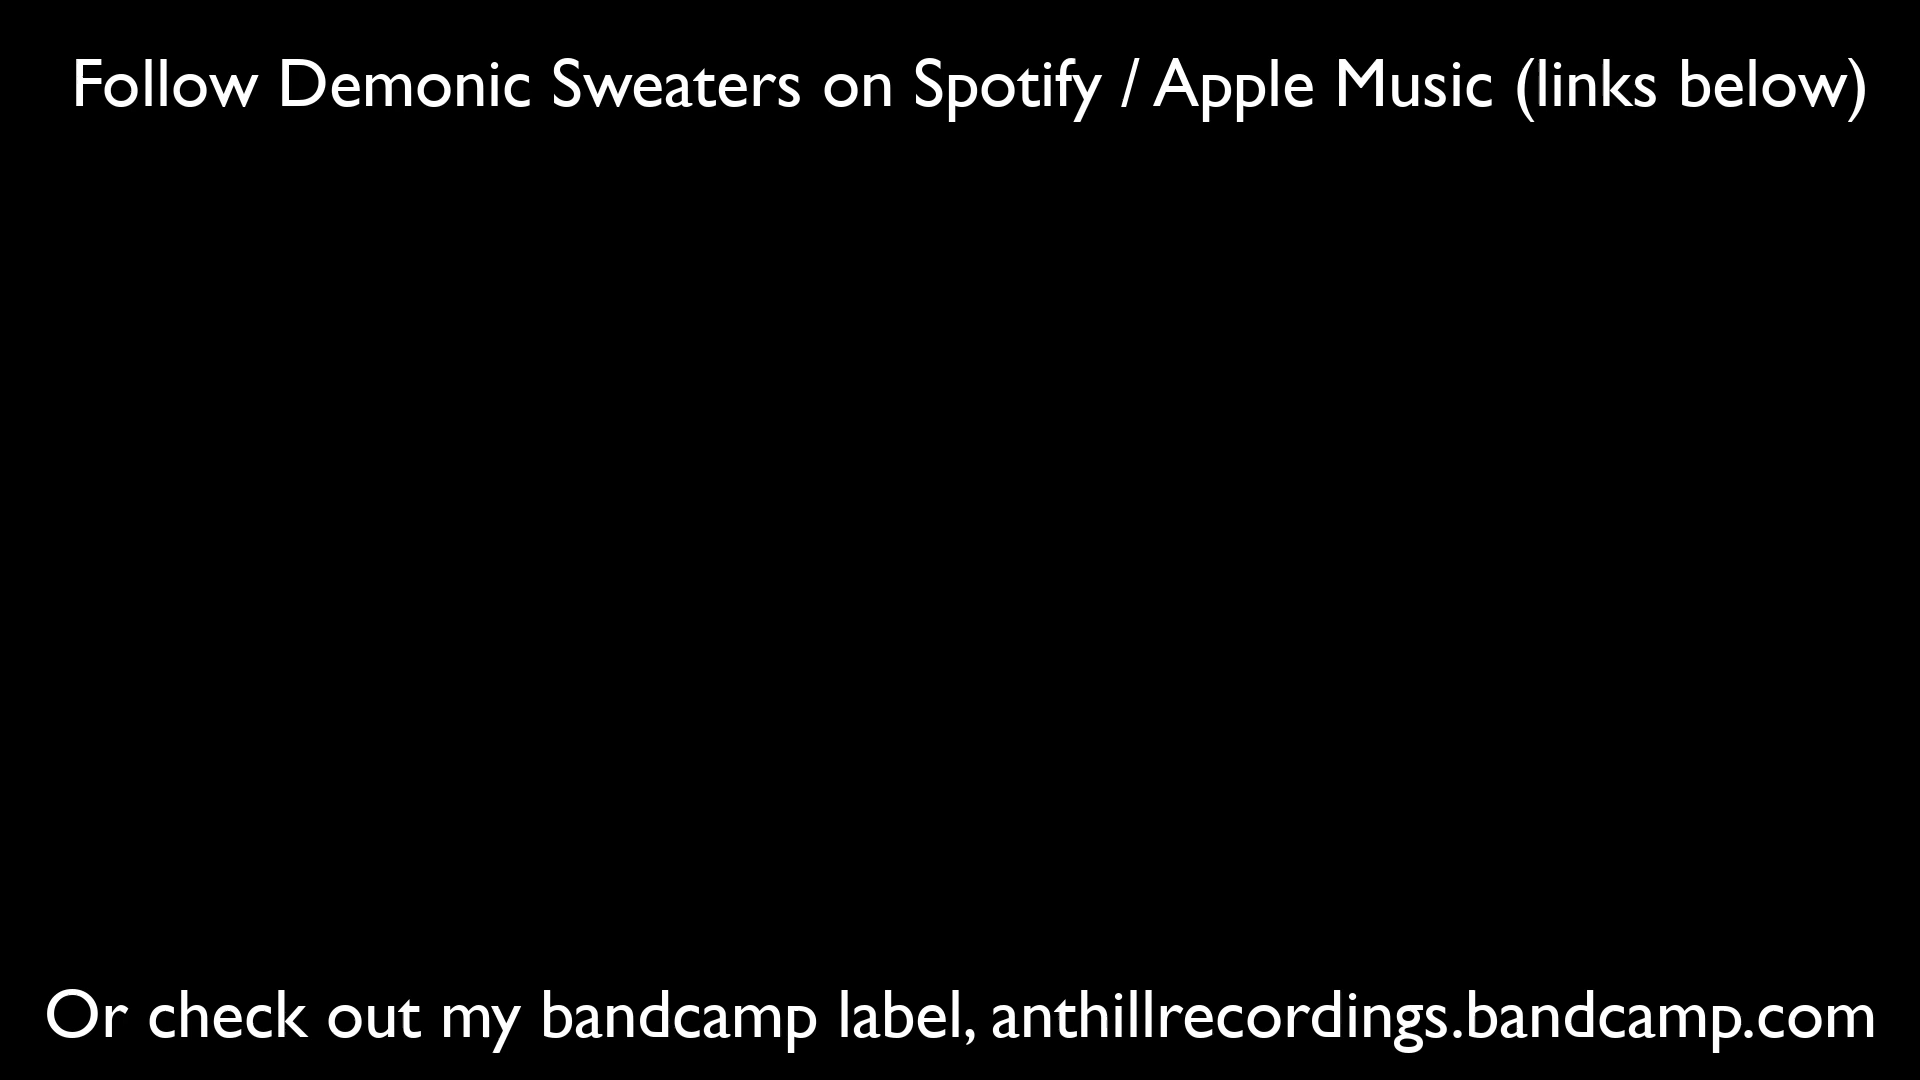 Follow Demonic Sweaters on Spotify / Apple Music (links below)
Or check out my bandcamp label, anthillrecordings.bandcamp.com